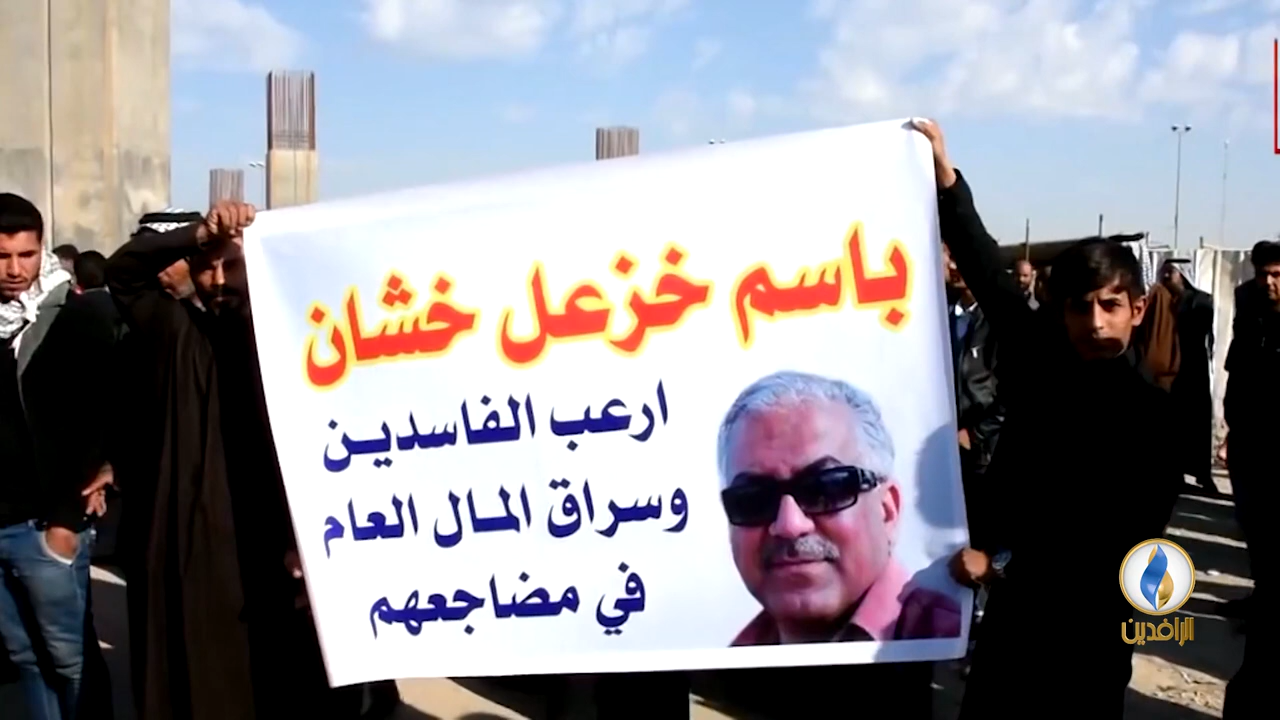 باسم خزعل خشان
ارعب الفاسدين
وسراق المال العام
في مضاجعهم
الرافدين